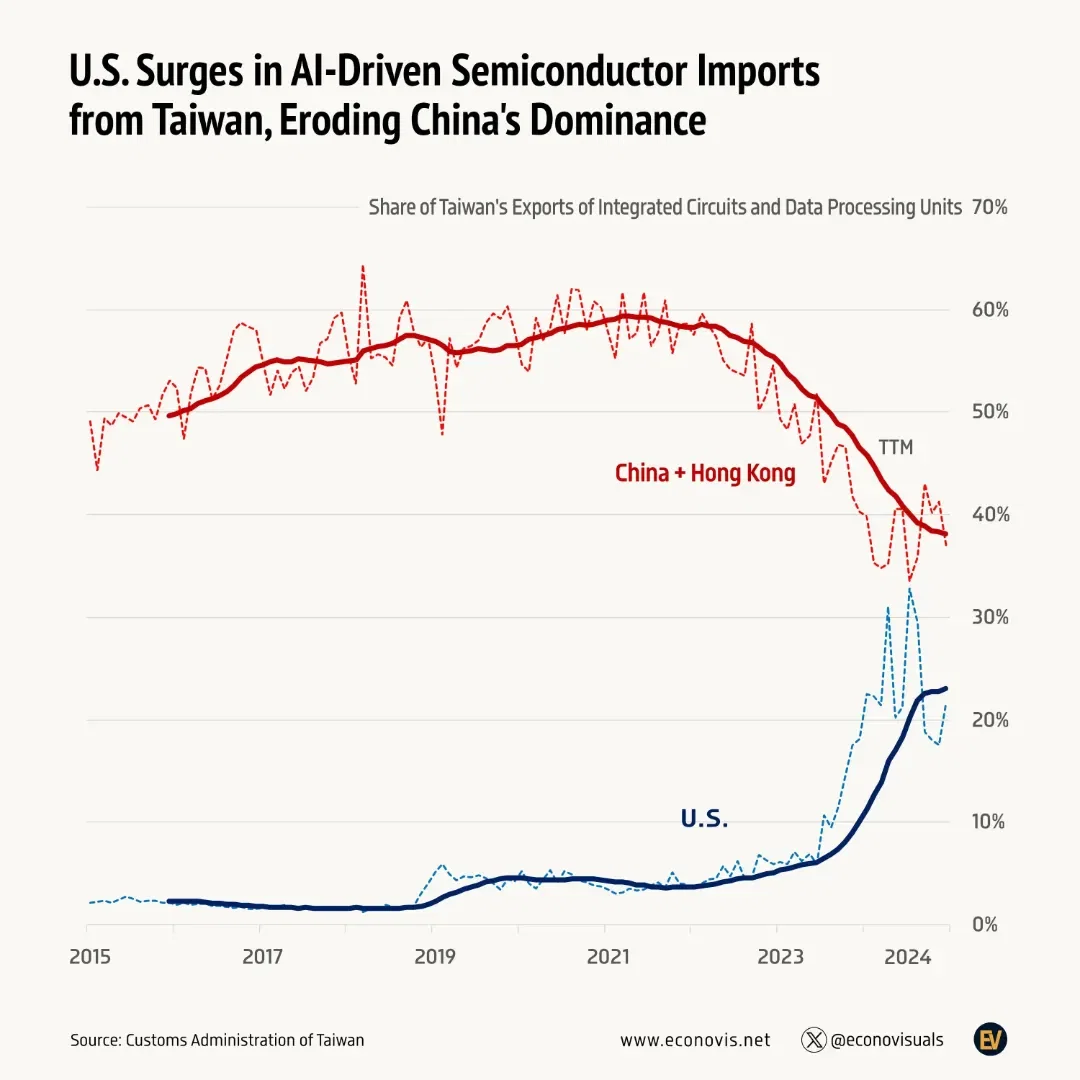 U.S. Surges in AI-Driven Semiconductor Imports
from Taiwan, Eroding China's Dominance
Share of Taiwan's Exports of Integrated Circuits and Data Processing Units 70%
60%
50%
TTM
China + Hong Kong
40%
30%
20%
U.S.
10%
0%
2015 2017 2019 2021 2023 2024
Source: Customs Administration of Taiwan www.econovis.net X @econovisuals EV